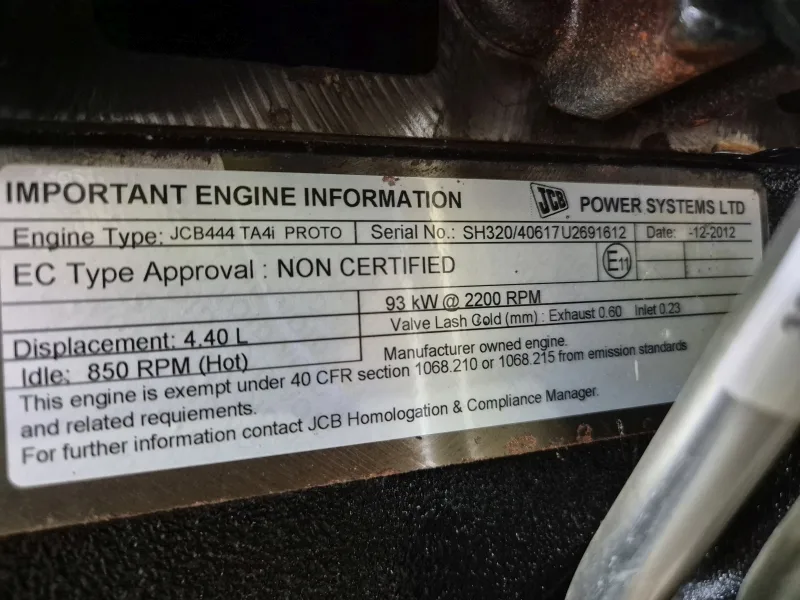 IMPORTANT ENGINE INFORMATION JCB POWER SYSTEMS LTD
Engine Type: JCB444 TA4i PROTO Serial No.: SH320/40617U2691612 Date: -12-2012
EC Type Approval : NON CERTIFIED E11
93 kW @ 2200 RPM
Displacement: 4.40 L Valve Lash Cold (mm) : Exhaust 0.60 Inlet 0.23
Idle: 850 RPM (Hot) Manufacturer owned engine.
This engine is exempt under 40 CFR section 1068.210 or 1068.215 from emission standards
and related requiements.
For further information contact JCB Homologation & Compliance Manager.